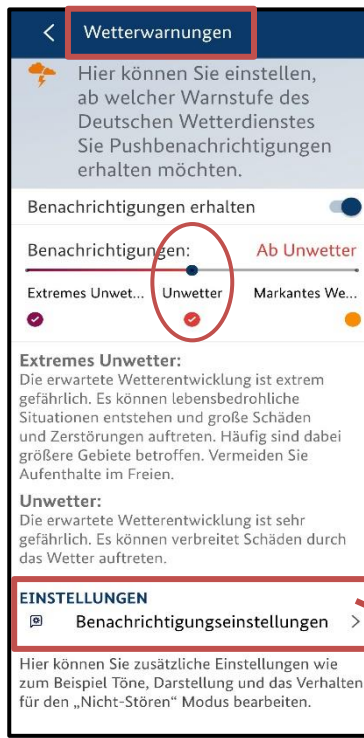 Wetterwarnungen
Hier können Sie einstellen,
ab welcher Warnstufe des
Deutschen Wetterdienstes
Sie Pushbenachrichtigungen
erhalten möchten.
Benachrichtigungen erhalten
Benachrichtigungen: Ab Unwetter
Extremes Unwet... Unwetter Markantes We...
Extremes Unwetter:
Die erwartete Wetterentwicklung ist extrem
gefährlich. Es können lebensbedrohliche
Situationen entstehen und große Schäden
und Zerstörungen auftreten. Häufig sind dabei
größere Gebiete betroffen. Vermeiden Sie
Aufenthalte im Freien.
Unwetter:
Die erwartete Wetterentwicklung ist sehr
gefährlich. Es können verbreitet Schäden durch
das Wetter auftreten.
EINSTELLUNGEN
Benachrichtigungseinstellungen
Hier können Sie zusätzliche Einstellungen wie
zum Beispiel Töne, Darstellung und das Verhalten
für den „Nicht-Stören“ Modus bearbeiten.